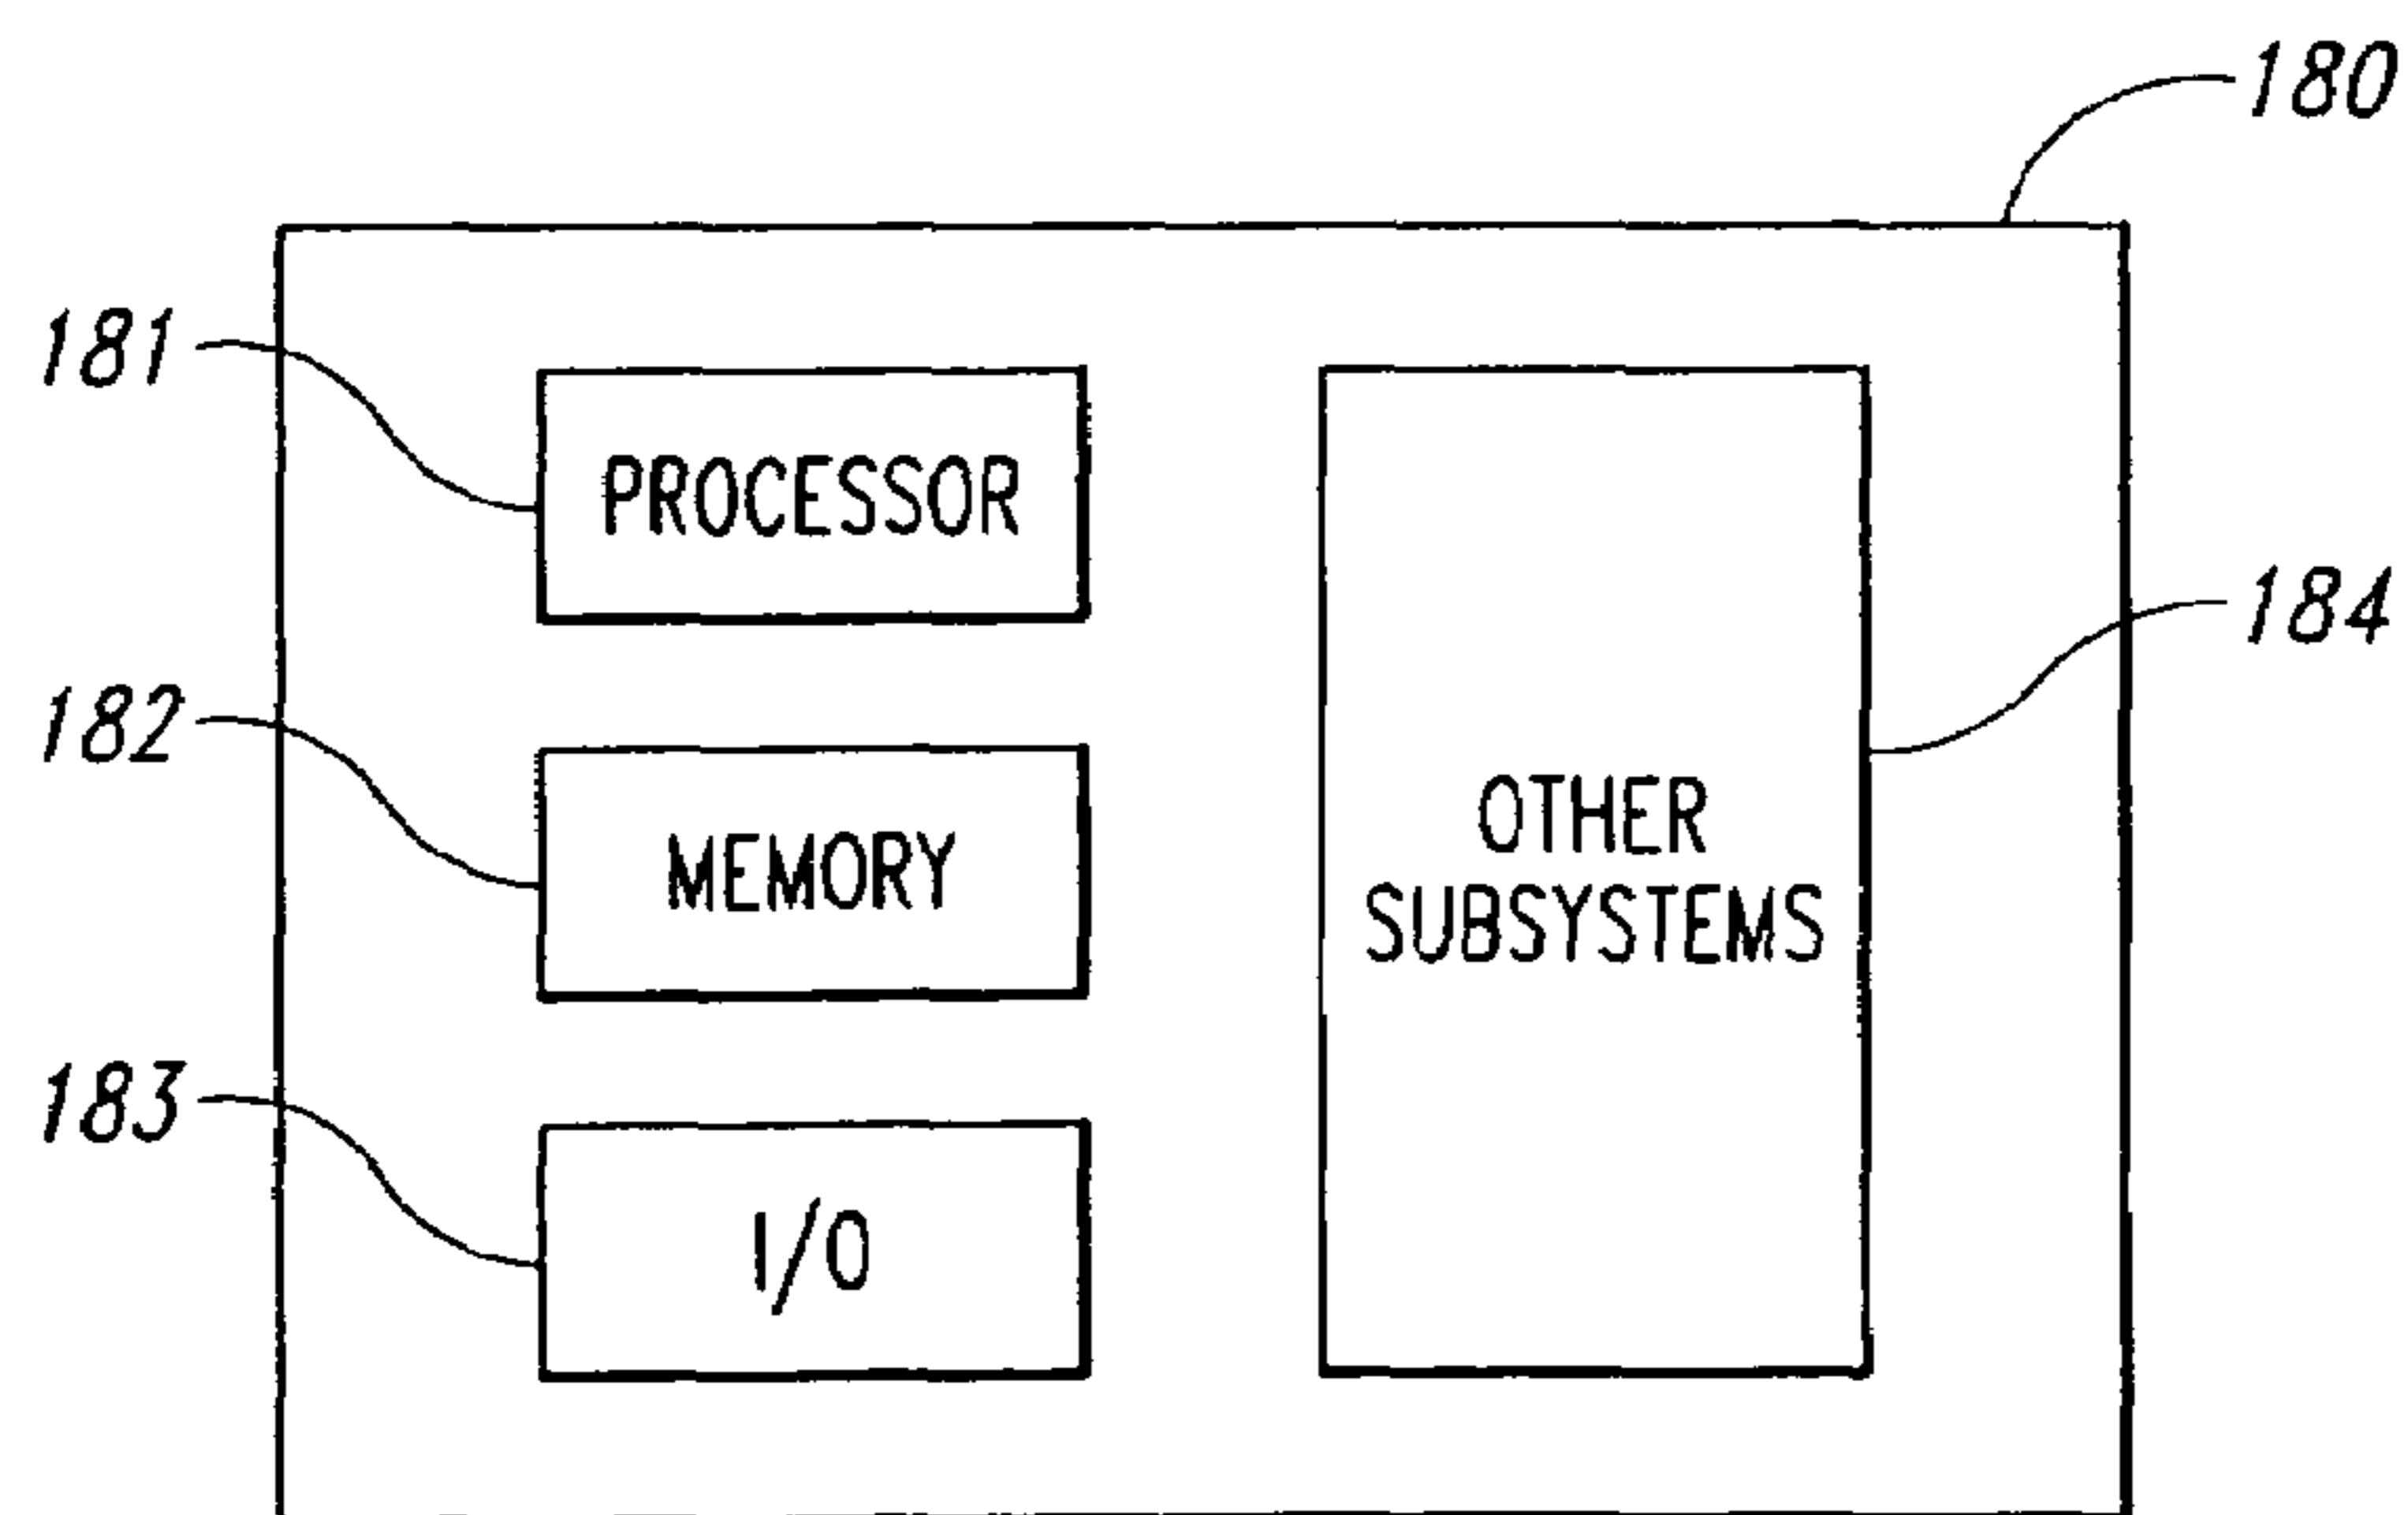 180
181
PROCESSOR
184
182
MEMORY
OTHER
SUBSYSTEMS
183
I/O